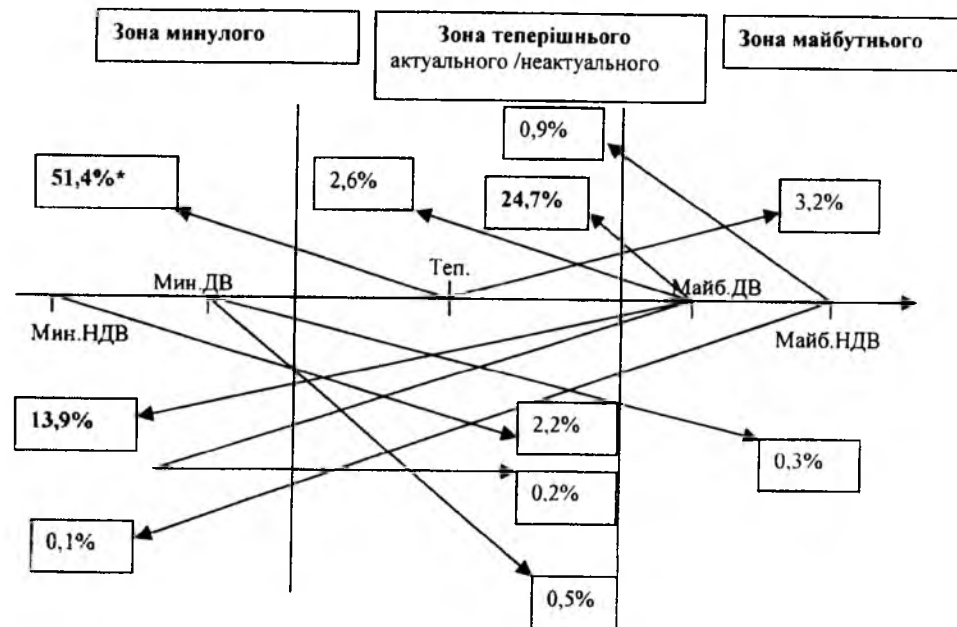 Зона минулого
Зона теперішнього
актуального /неактуального
Зона майбутнього
0,9%
51,4%*
2,6%
24,7%
3,2%
Мин.ДВ
Теп.
Майб.ДВ
Мин.НДВ
Майб.НДВ
13,9%
2,2%
0,3%
0,2%
0,1%
0,5%